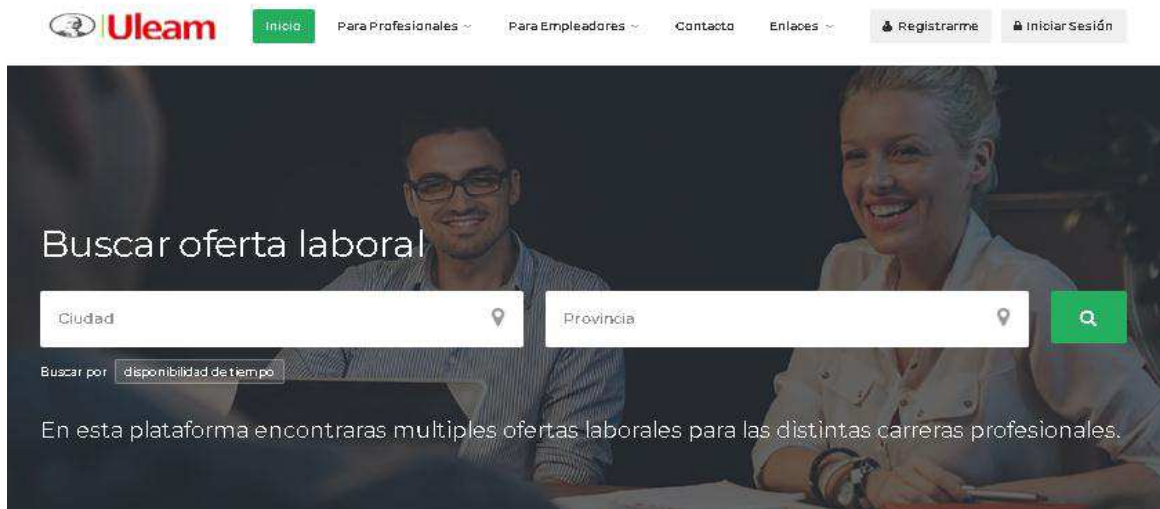 Uleam
Inicio
Para Profesionales
Para Empleadores
Contacto
Enlaces
Registrarme
Iniciar Sesión
Buscar oferta laboral
Ciudad
Provincia
Buscar por disponibilidad de tiempo
En esta plataforma encontraras multiples ofertas laborales para las distintas carreras profesionales.